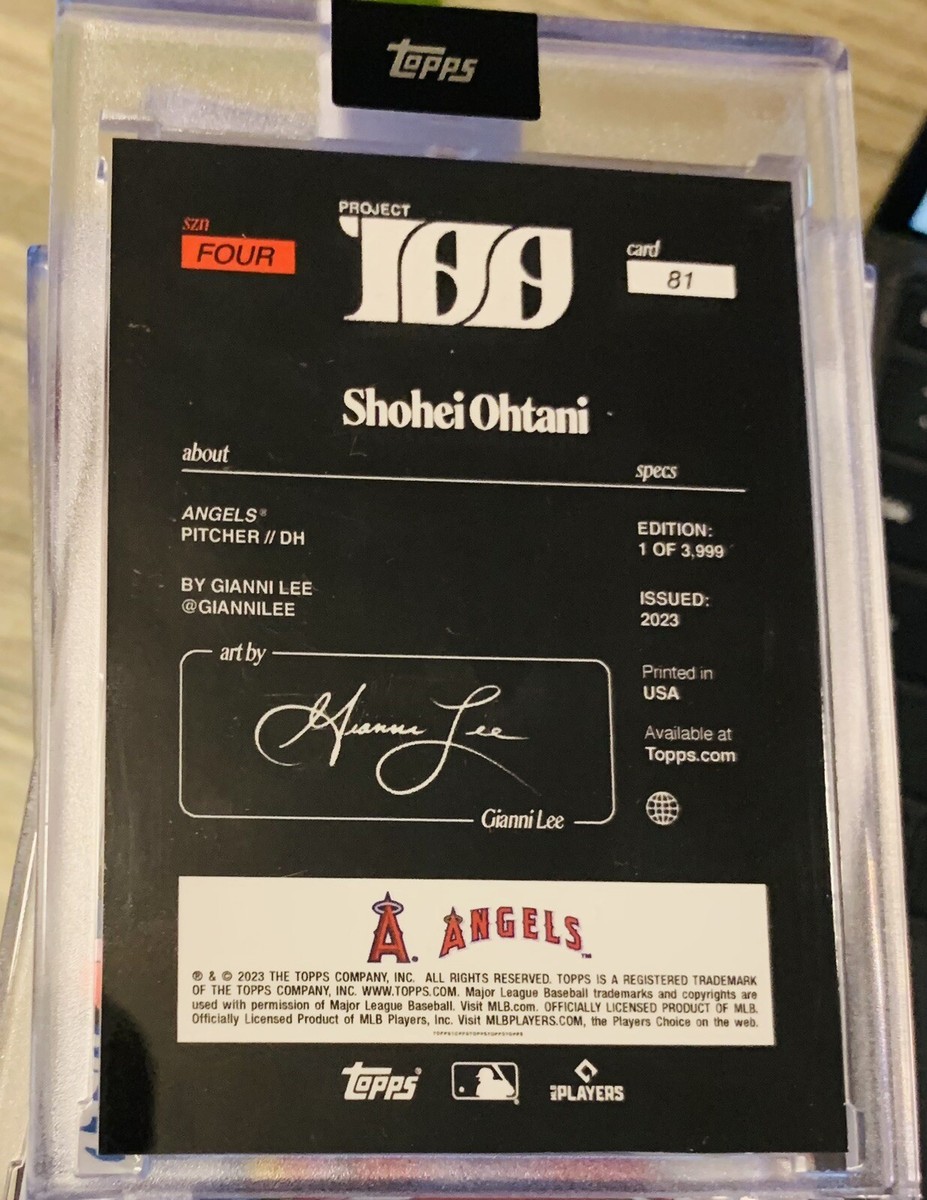 TOPPS
szn
FOUR
PROJECT
100
card
81
Shohei Ohtani
about
specs
ANGELS®
PITCHER // DH
BY GIANNI LEE
@GIANNILEE
EDITION:
1 OF 3,999
ISSUED:
2023
Printed in
USA
Available at
Topps.com
art by
Gianni Lee
Gianni Lee
A. ANGELS™
® & © 2023 THE TOPPS COMPANY, INC. ALL RIGHTS RESERVED. TOPPS IS A REGISTERED TRADEMARK
OF THE TOPPS COMPANY, INC. WWW.TOPPS.COM. Major League Baseball trademarks and copyrights are
used with permission of Major League Baseball. Visit MLB.com. OFFICIALLY LICENSED PRODUCT OF MLB.
Officially Licensed Product of MLB Players, Inc. Visit MLBPLAYERS.COM, the Players Choice on the web.
TOPPS® PLAYERS